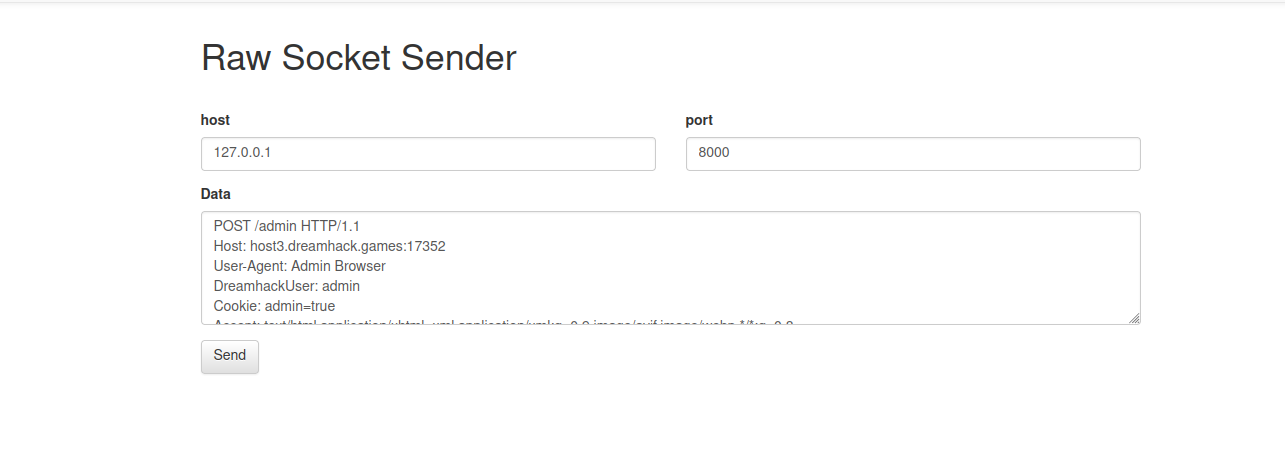 Raw Socket Sender
host
port
127.0.0.1
8000
Data
POST /admin HTTP/1.1
Host: host3.dreamhack.games:17352
User-Agent: Admin Browser
DreamhackUser: admin
Cookie: admin=true
Send